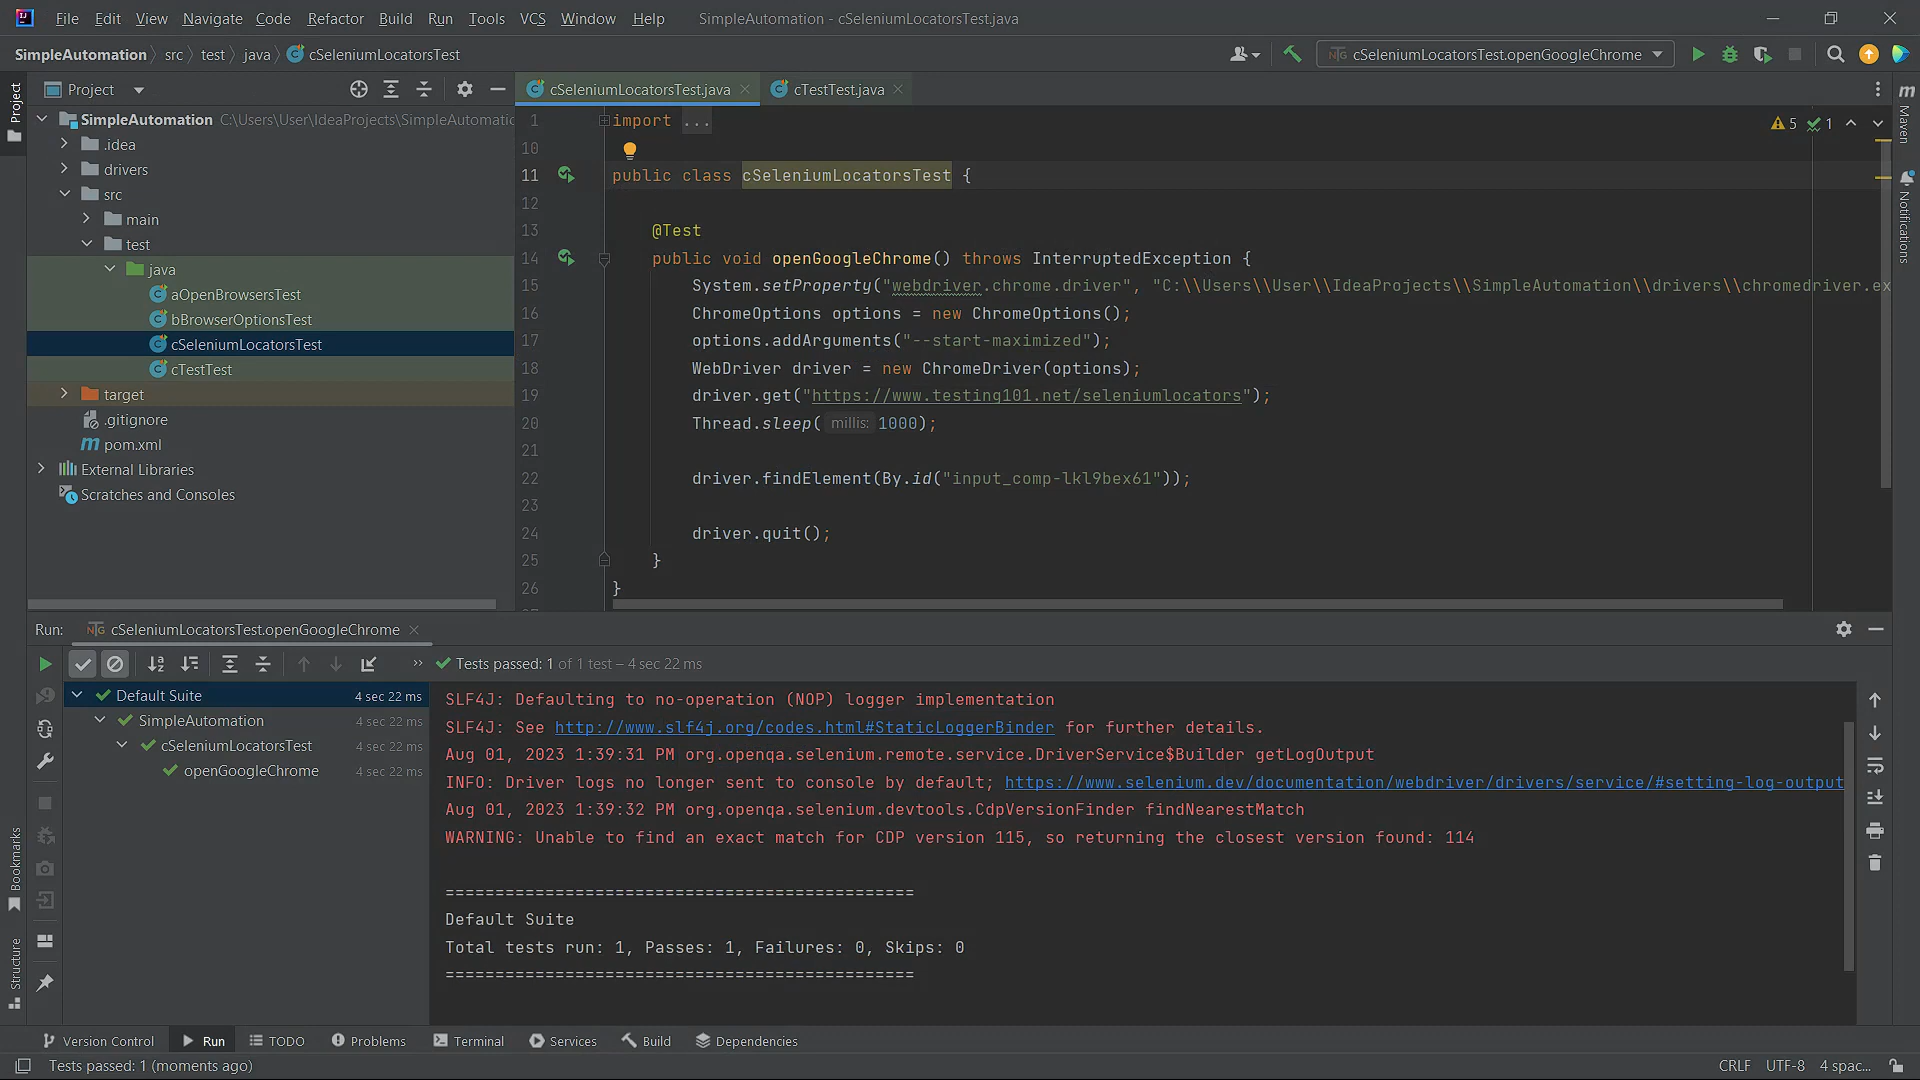 File Edit View Navigate Code Refactor Build Run Tools VCS Window Help SimpleAutomation - cSeleniumLocatorsTest.java
SimpleAutomation src test java cSeleniumLocatorsTest cSeleniumLocatorsTest.openGoogleChrome
Project
cSeleniumLocatorsTest.java cTestTest.java
SimpleAutomation C:\Users\User\IdeaProjects\SimpleAutomatic
.idea
drivers
src
main
test
java
aOpenBrowsersTest
bBrowserOptionsTest
cSeleniumLocatorsTest
cTestTest
target
.gitignore
pom.xml
External Libraries
Scratches and Consoles
Project
Bookmarks
Structure
Maven
Notifications
5 1
1 import ...
10
11 public class cSeleniumLocatorsTest {
12
13 @Test
14 public void openGoogleChrome() throws InterruptedException {
15 System.setProperty("webdriver.chrome.driver", "C:\\Users\\User\\IdeaProjects\\SimpleAutomation\\drivers\\chromedriver.ex
16 ChromeOptions options = new ChromeOptions();
17 options.addArguments("--start-maximized");
18 WebDriver driver = new ChromeDriver(options);
19 driver.get("https://www.testing101.net/seleniumlocators");
20 Thread.sleep( millis: 1000);
21
22 driver.findElement(By.id("input_comp-lkl9bex61"));
23
24 driver.quit();
25 }
26 }
Run: cSeleniumLocatorsTest.openGoogleChrome
Tests passed: 1 of 1 test – 4 sec 22 ms
Default Suite 4 sec 22 ms
SimpleAutomation 4 sec 22 ms
cSeleniumLocatorsTest 4 sec 22 ms
openGoogleChrome 4 sec 22 ms
SLF4J: Defaulting to no-operation (NOP) logger implementation
SLF4J: See http://www.slf4j.org/codes.html#StaticLoggerBinder for further details.
Aug 01, 2023 1:39:31 PM org.openqa.selenium.remote.service.DriverService$Builder getLogOutput
INFO: Driver logs no longer sent to console by default; https://www.selenium.dev/documentation/webdriver/drivers/service/#setting-log-output
Aug 01, 2023 1:39:32 PM org.openqa.selenium.devtools.CdpVersionFinder findNearestMatch
WARNING: Unable to find an exact match for CDP version 115, so returning the closest version found: 114
===============================================
Default Suite
Total tests run: 1, Passes: 1, Failures: 0, Skips: 0
===============================================
Version Control Run TODO Problems Terminal Services Build Dependencies
Tests passed: 1 (moments ago) CRLF UTF-8 4 spac...